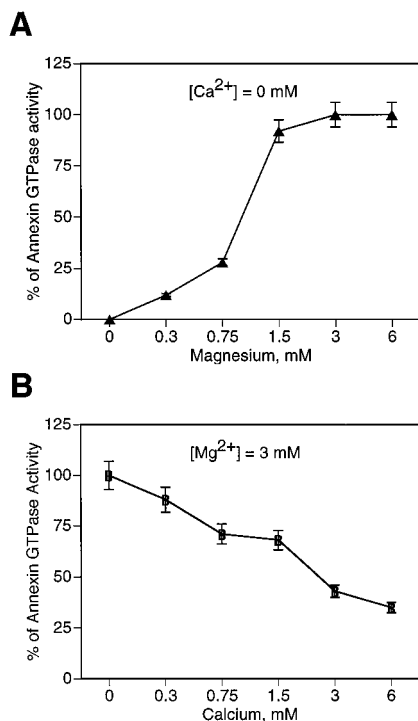 A
125
[Ca2+] = 0 mM
100
75
50
25
0
% of Annexin GTPase activity
0 0.3 0.75 1.5 3 6
Magnesium, mM
B
125
[Mg2+] = 3 mM
100
75
50
25
0
% of Annexin GTPase Activity
0 0.3 0.75 1.5 3 6
Calcium, mM